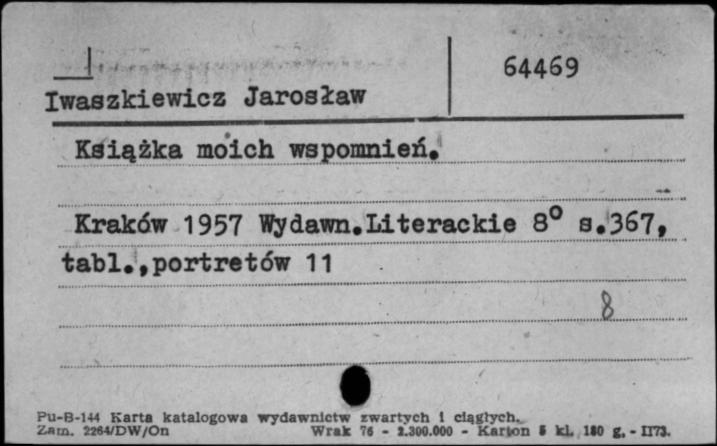 64469
Iwaszkiewicz Jarosław
Książka moich wspomnień.
Kraków 1957 Wydawn.Literackie 8° s.367,
tabl.,portretów 11
8
Pu-B-144 Karta katalogowa wydawnictw zwartych i ciągłych.
Zam. 2264/DW/On Wrak 76 - 2.300.000 - Karton 5 kl. 180 g. - II73.